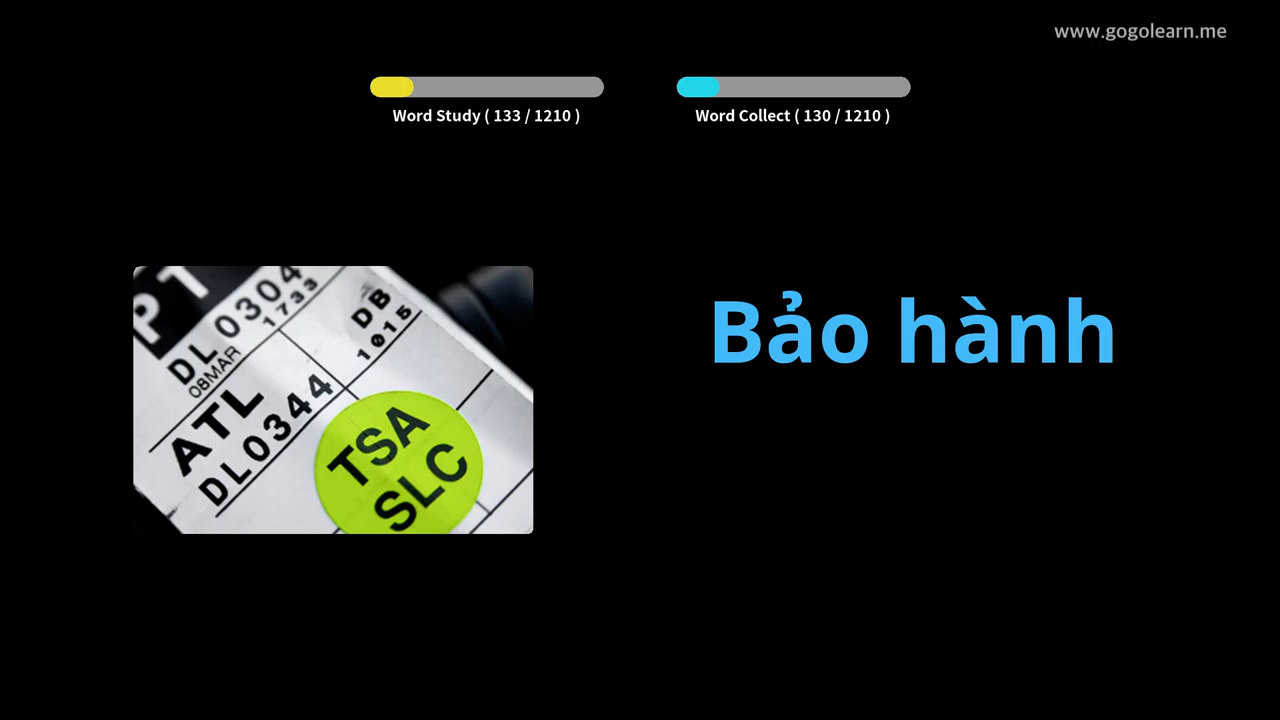 www.gogolearn.me
Word Study ( 133 / 1210 )
Word Collect ( 130 / 1210 )
Bảo hành
P1
DL0304
1733
08MAR
DB
1015
ATL
DL0344
TSA
SLC